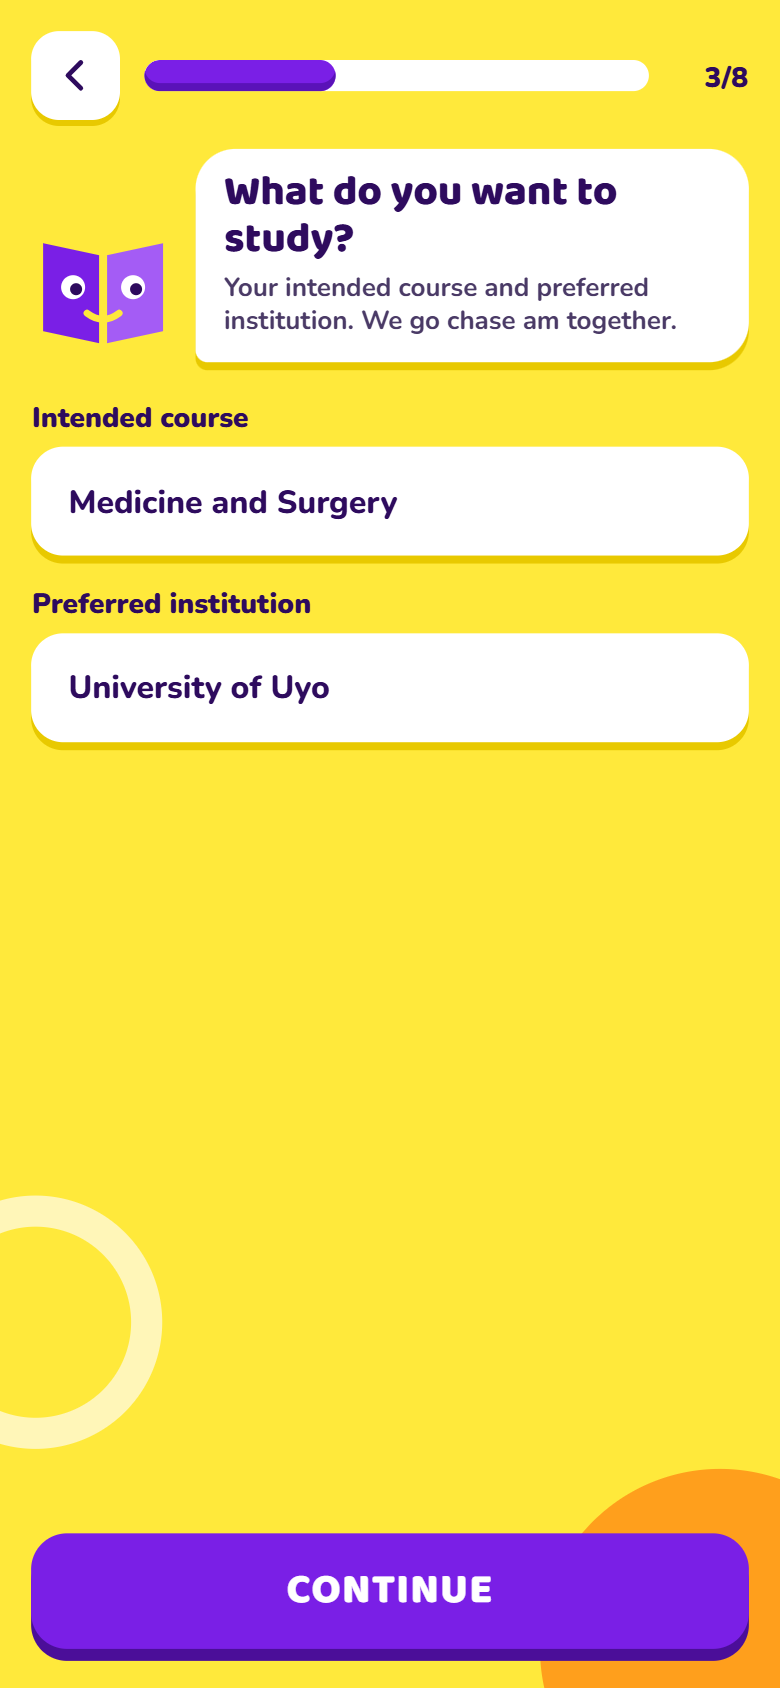 3/8
What do you want to
study?
Your intended course and preferred
institution. We go chase am together.
Intended course
Medicine and Surgery
Preferred institution
University of Uyo
CONTINUE